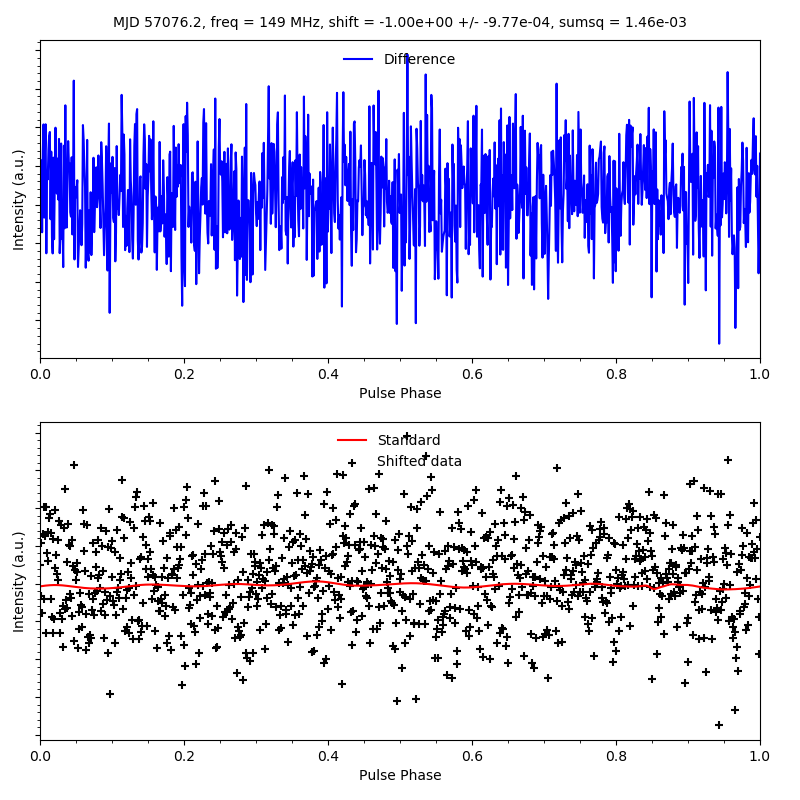 MJD 57076.2, freq = 149 MHz, shift = -1.00e+00 +/- -9.77e-04, sumsq = 1.46e-03
Difference
Intensity (a.u.)
0.0 0.2 0.4 0.6 0.8 1.0
Pulse Phase
Standard
Shifted data
Intensity (a.u.)
0.0 0.2 0.4 0.6 0.8 1.0
Pulse Phase